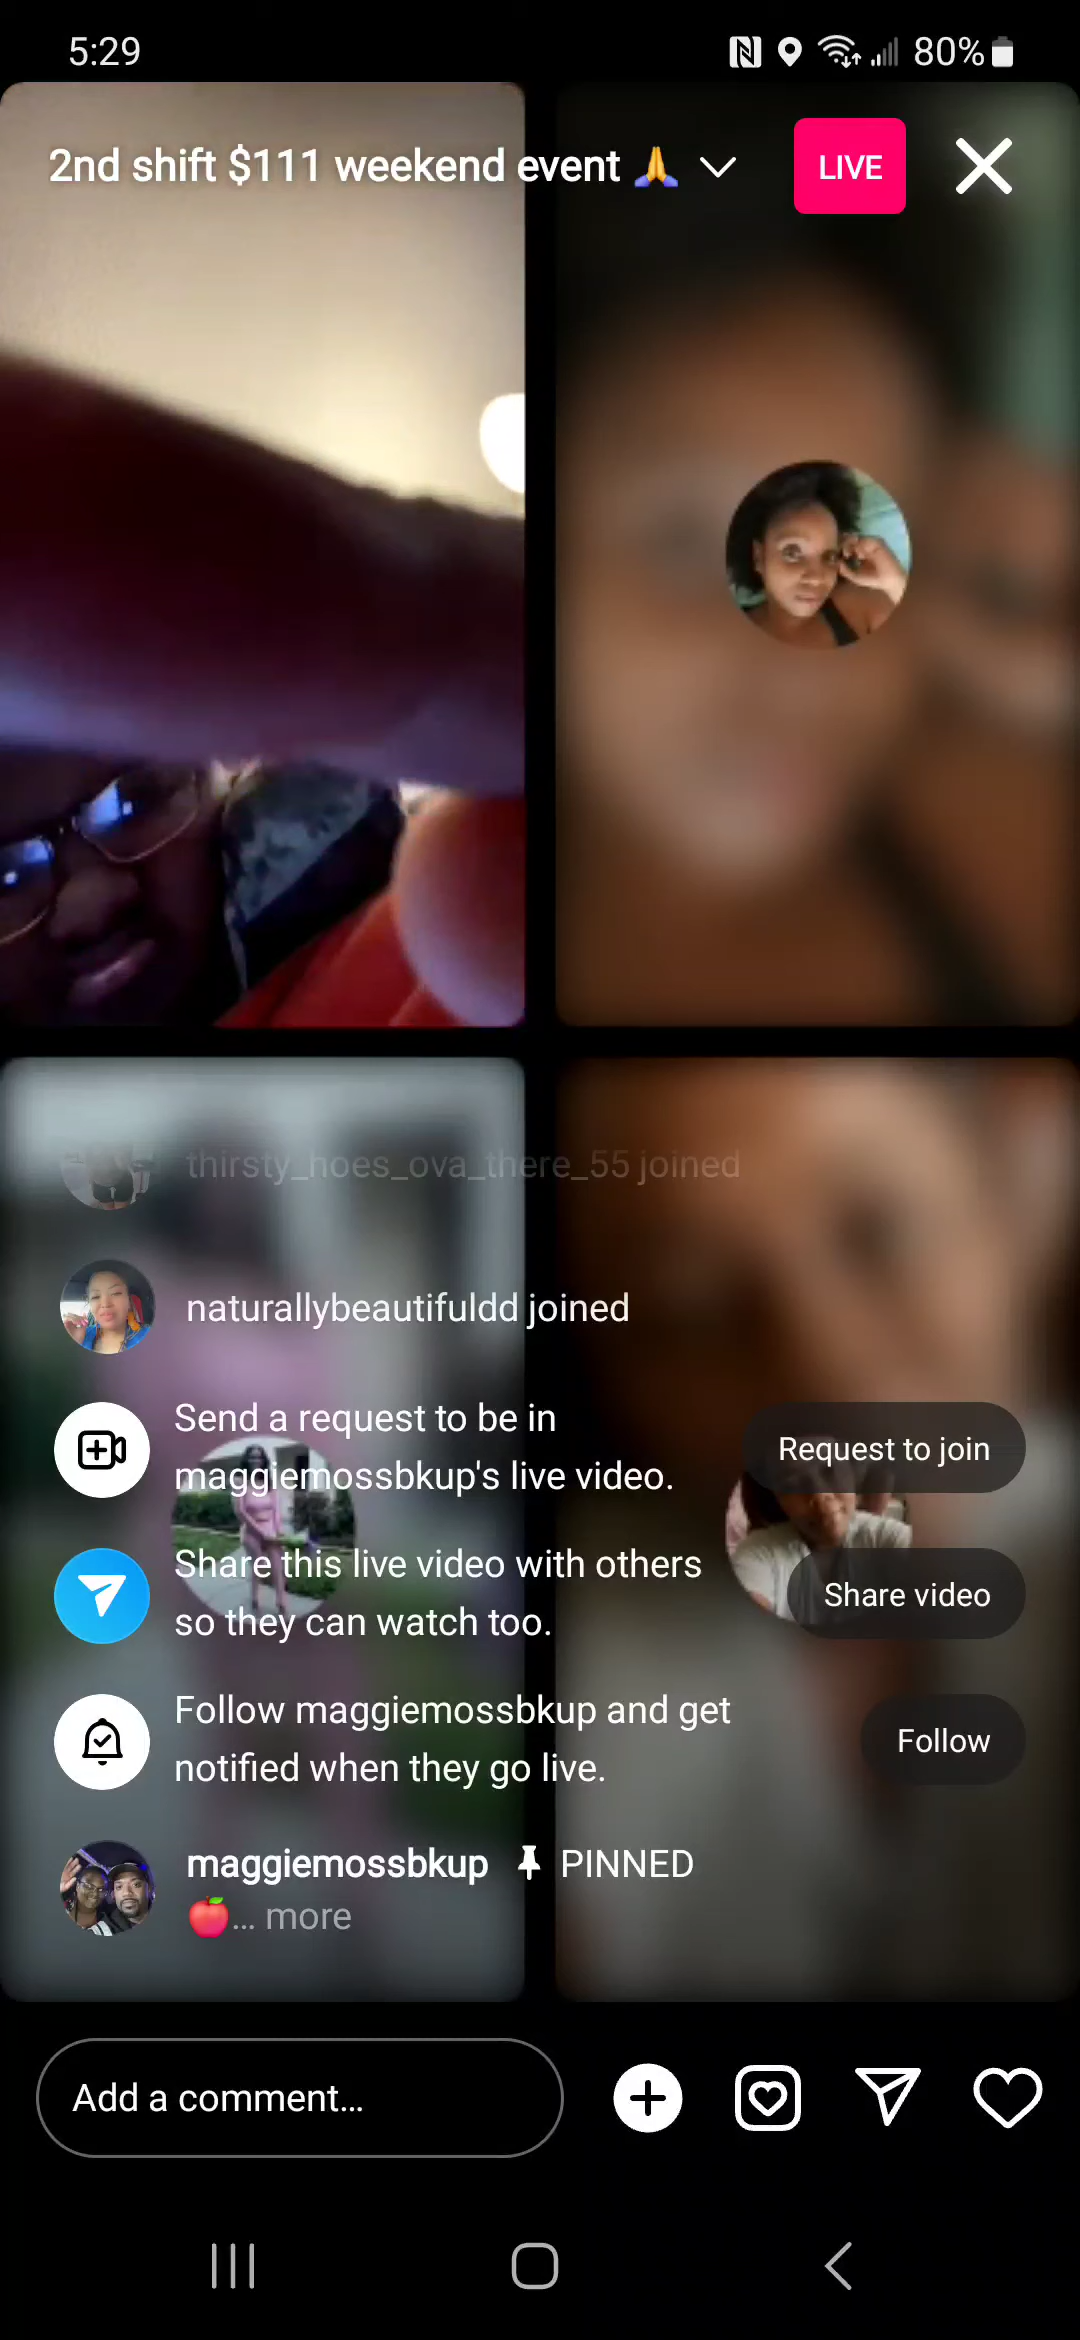 5:29
80%
2nd shift $111 weekend event 🙏
LIVE
thirsty_hoes_ova_there_55 joined
naturallybeautifuldd joined
Send a request to be in
maggiemossbkup's live video.
Request to join
Share this live video with others
so they can watch too.
Share video
Follow maggiemossbkup and get
notified when they go live.
Follow
maggiemossbkup PINNED
🍎... more
Add a comment...